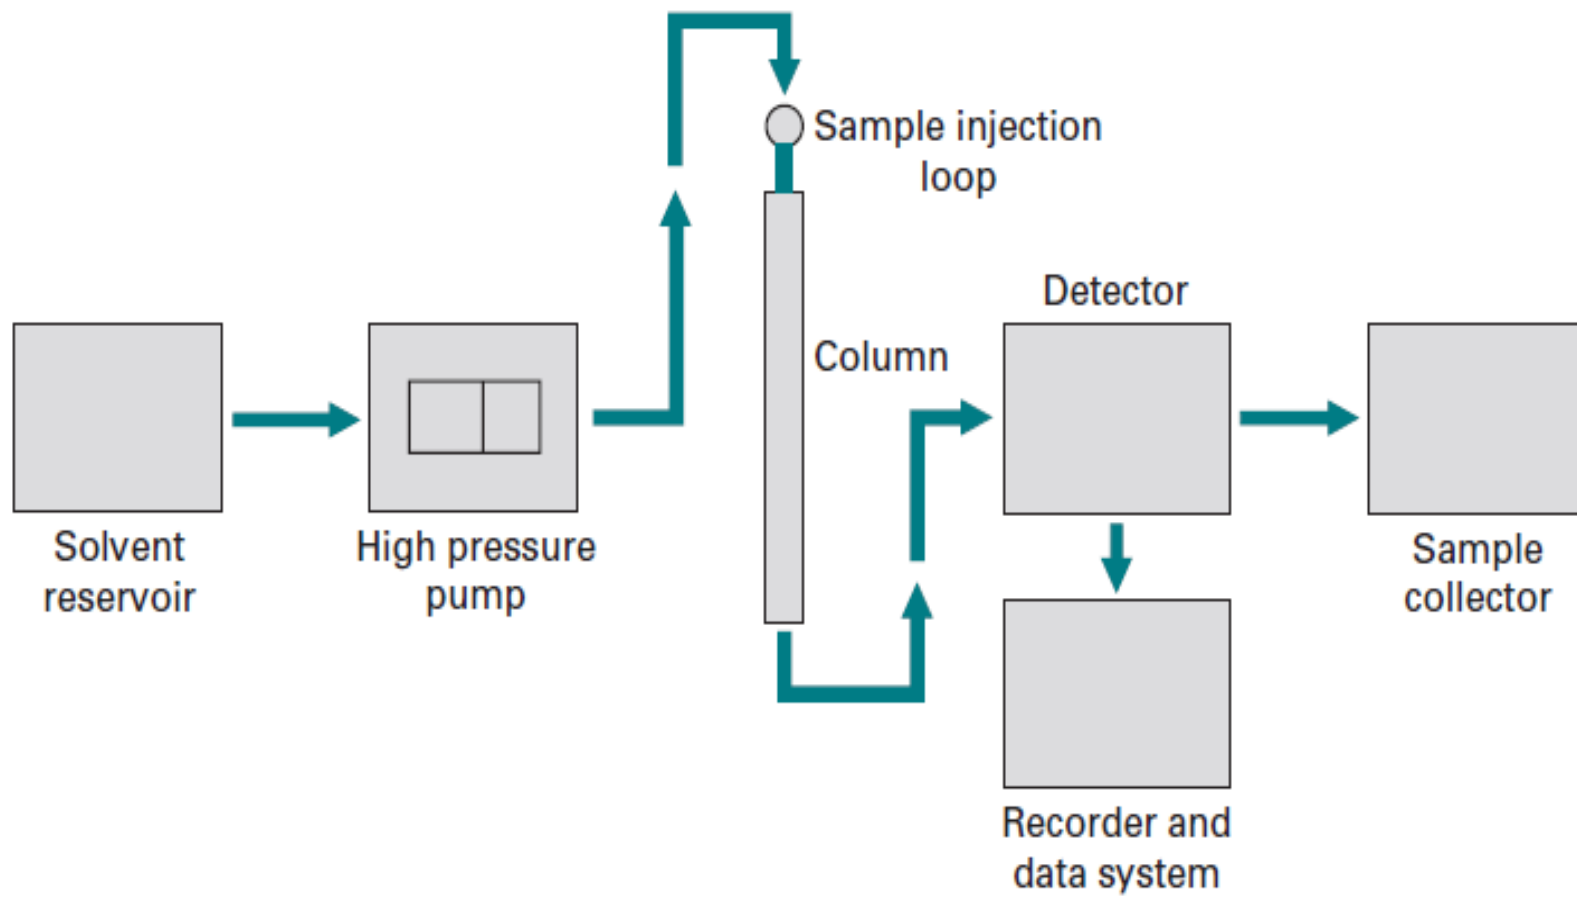 Sample injection
loop
Detector
Column
Solvent
reservoir
High pressure
pump
Sample
collector
Recorder and
data system